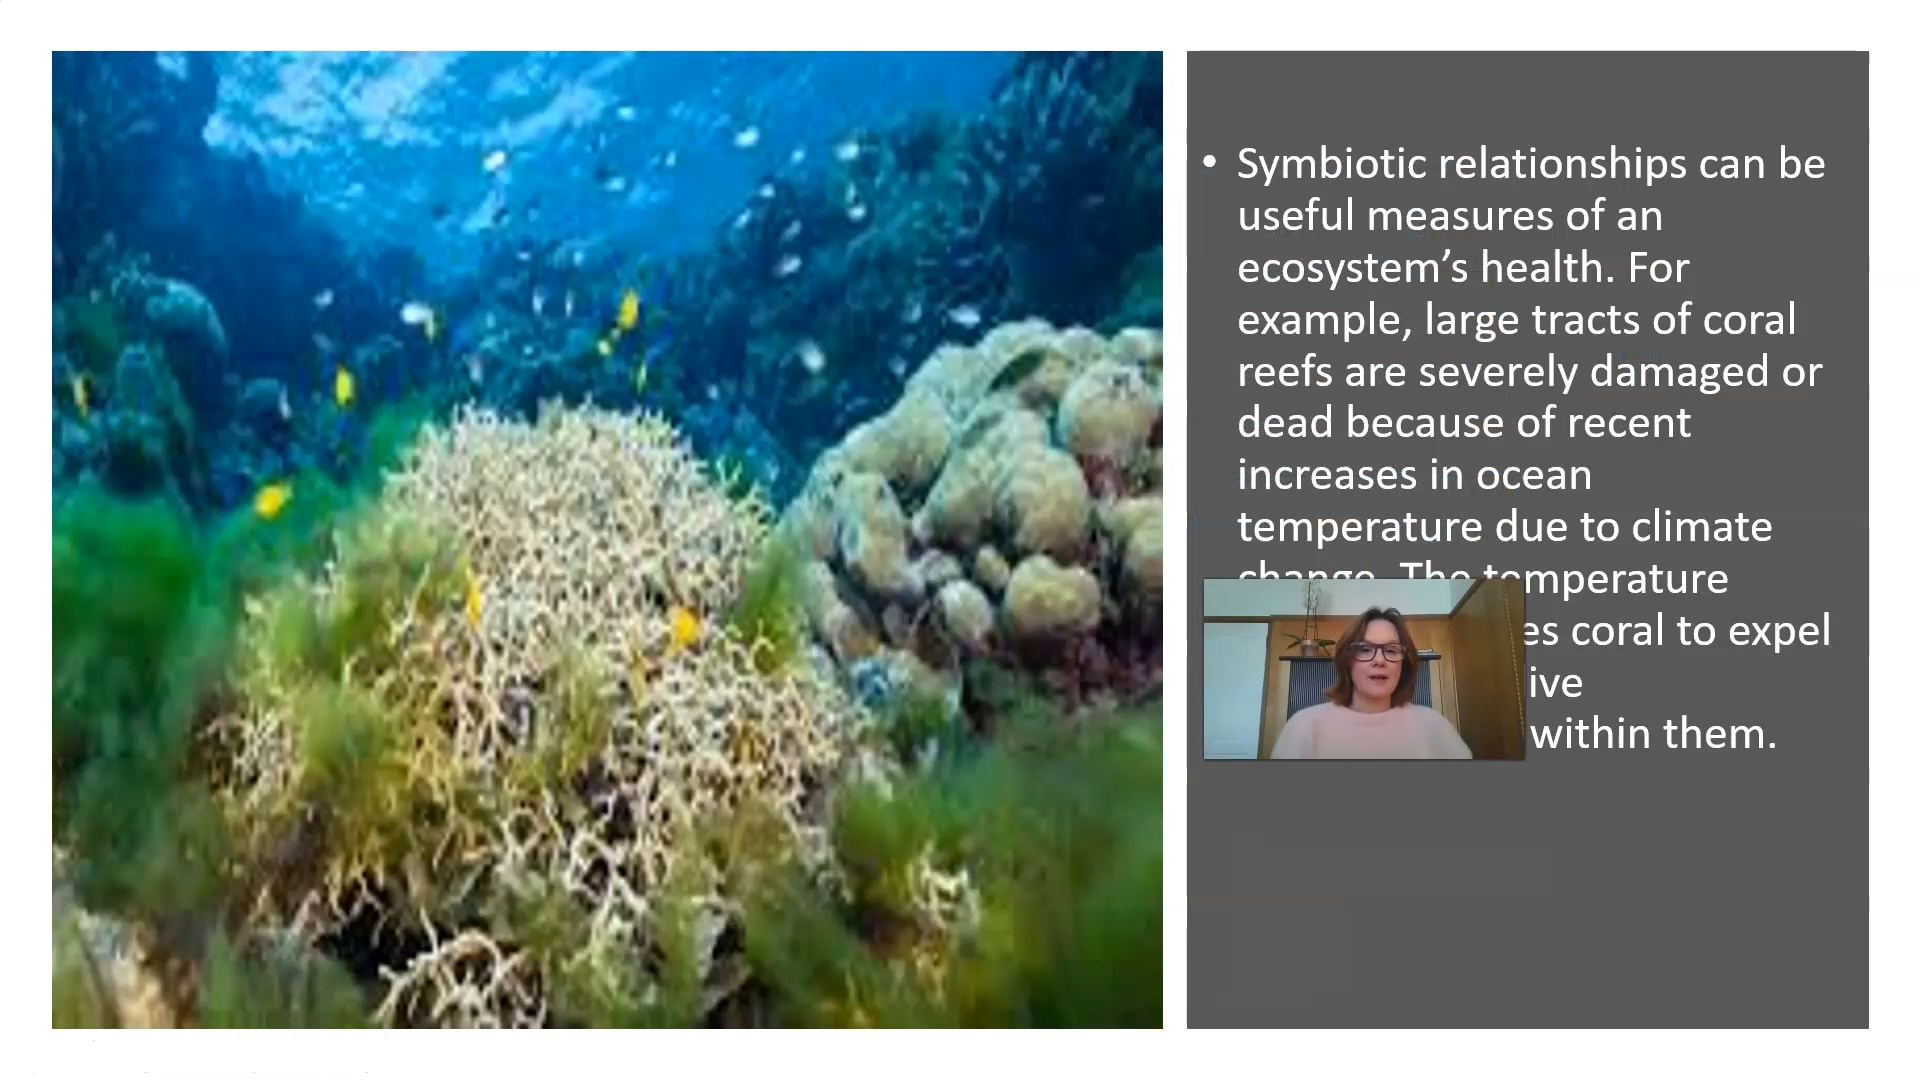 • Symbiotic relationships can be
useful measures of an
ecosystem's health. For
example, large tracts of coral
reefs are severely damaged or
dead because of recent
increases in ocean
temperature due to climate
change. The temperature
es coral to expel
ive
within them.